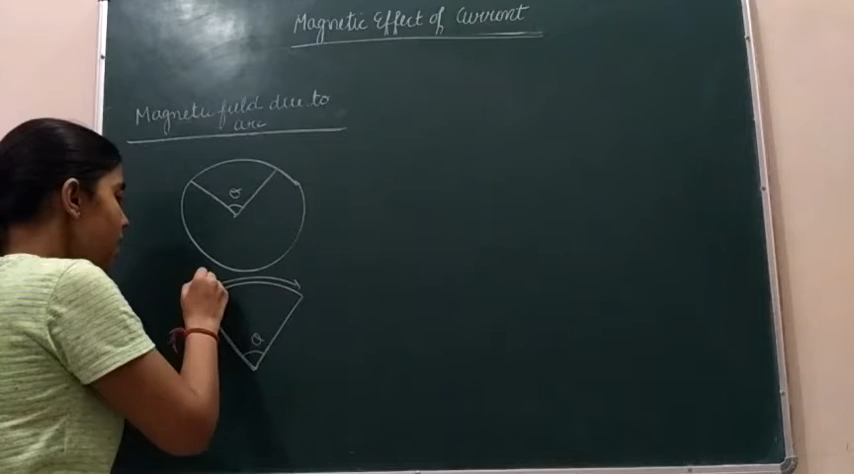 Magnetic Effect of Current
Magnetic field due to
arc
θ
θ